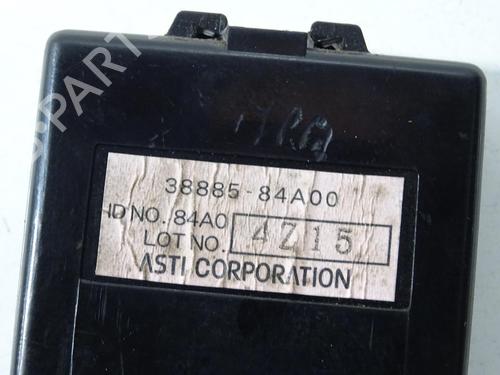 38885-84A00
ID NO. 84A0
LOT NO. 4Z15
ASTI CORPORATION